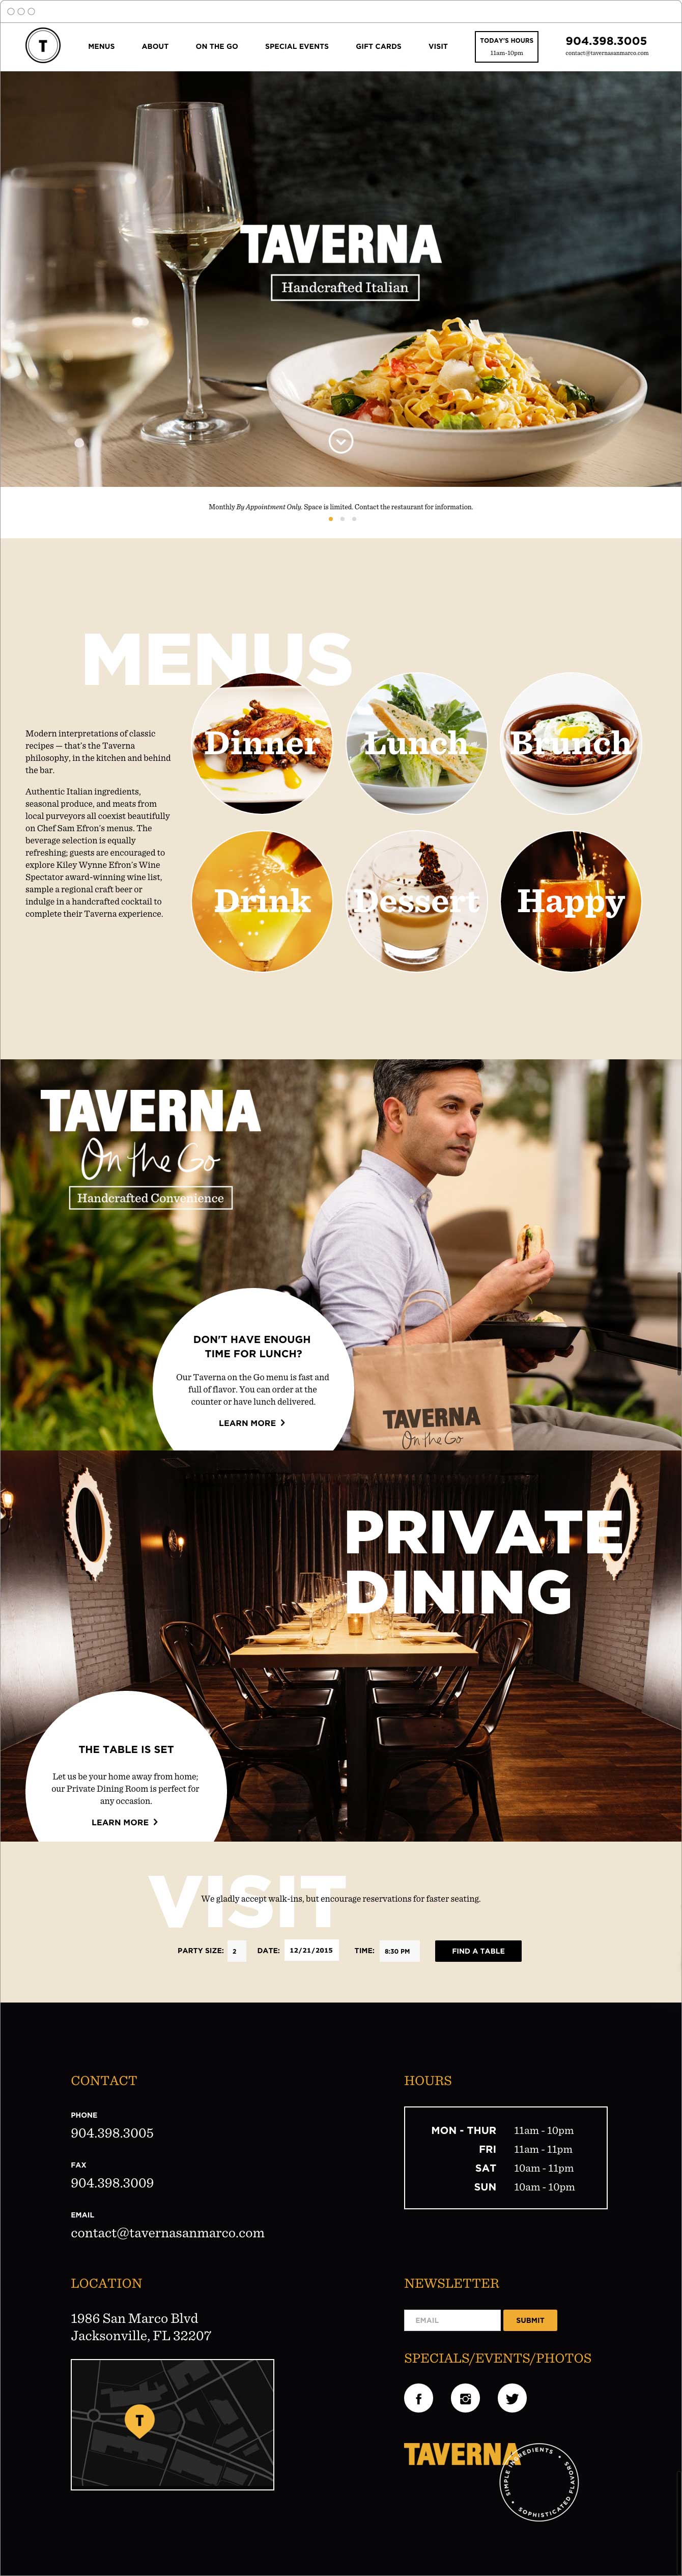 T
MENUS
ABOUT
ON THE GO
SPECIAL EVENTS
GIFT CARDS
VISIT
TODAY'S HOURS
11am-10pm
904.398.3005
contact@tavernasanmarco.com
TAVERNA
Handcrafted Italian
Monthly By Appointment Only. Space is limited. Contact the restaurant for information.
MENUS
Modern interpretations of classic
recipes — that's the Taverna
philosophy, in the kitchen and behind
the bar.
Authentic Italian ingredients,
seasonal produce, and meats from
local purveyors all coexist beautifully
on Chef Sam Efron's menus. The
beverage selection is equally
refreshing; guests are encouraged to
explore Kiley Wynne Efron's Wine
Spectator award-winning wine list,
sample a regional craft beer or
indulge in a handcrafted cocktail to
complete their Taverna experience.
Dinner
Lunch
Brunch
Drink
Dessert
Happy
TAVERNA
On the Go
Handcrafted Convenience
DON'T HAVE ENOUGH
TIME FOR LUNCH?
Our Taverna on the Go menu is fast and
full of flavor. You can order at the
counter or have lunch delivered.
LEARN MORE
TAVERNA
On the Go
PRIVATE
DINING
THE TABLE IS SET
Let us be your home away from home;
our Private Dining Room is perfect for
any occasion.
LEARN MORE
VISIT
We gladly accept walk-ins, but encourage reservations for faster seating.
PARTY SIZE: 2 DATE: 12/21/2015 TIME: 8:30 PM FIND A TABLE
CONTACT
PHONE
904.398.3005
FAX
904.398.3009
EMAIL
contact@tavernasanmarco.com
HOURS
MON - THUR 11am - 10pm
FRI 11am - 11pm
SAT 10am - 11pm
SUN 10am - 10pm
LOCATION
1986 San Marco Blvd
Jacksonville, FL 32207
T
NEWSLETTER
EMAIL SUBMIT
SPECIALS/EVENTS/PHOTOS
f
TAVERNA
SIMPLE INGREDIENTS • SOPHISTICATED FLAVORS •